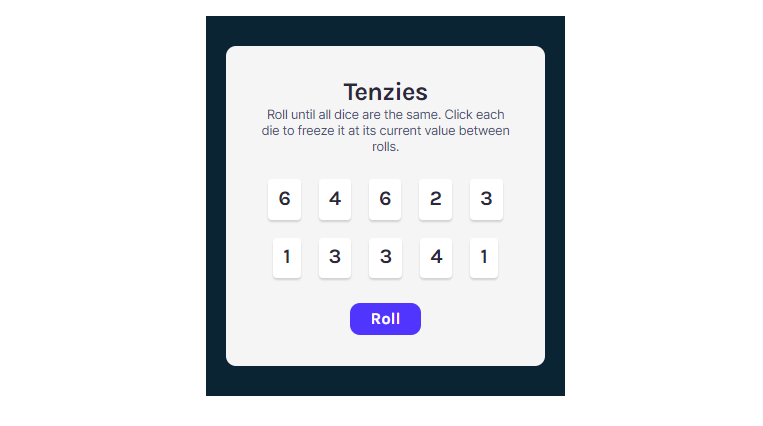 Tenzies
Roll until all dice are the same. Click each
die to freeze it at its current value between
rolls.
6 4 6 2 3
1 3 3 4 1
Roll